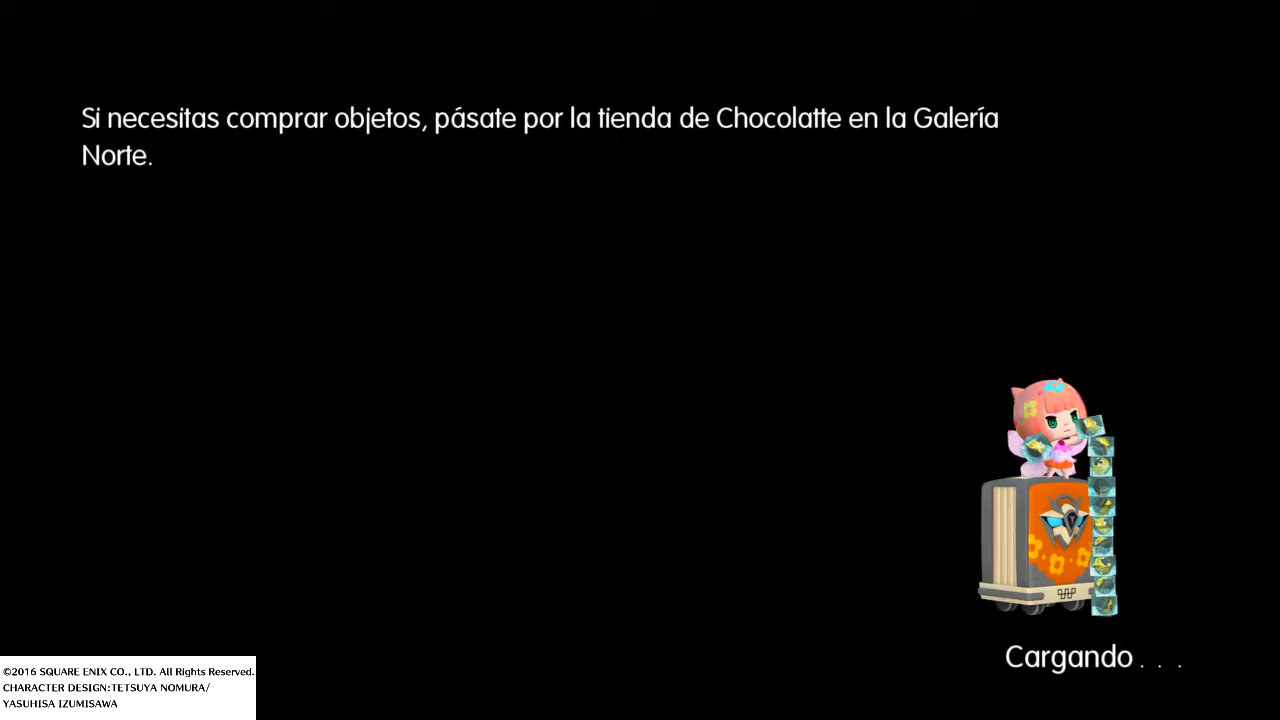 Si necesitas comprar objetos, pásate por la tienda de Chocolatte en la Galería
Norte.
Cargando . . .
©2016 SQUARE ENIX CO., LTD. All Rights Reserved.
CHARACTER DESIGN:TETSUYA NOMURA/
YASUHISA IZUMISAWA